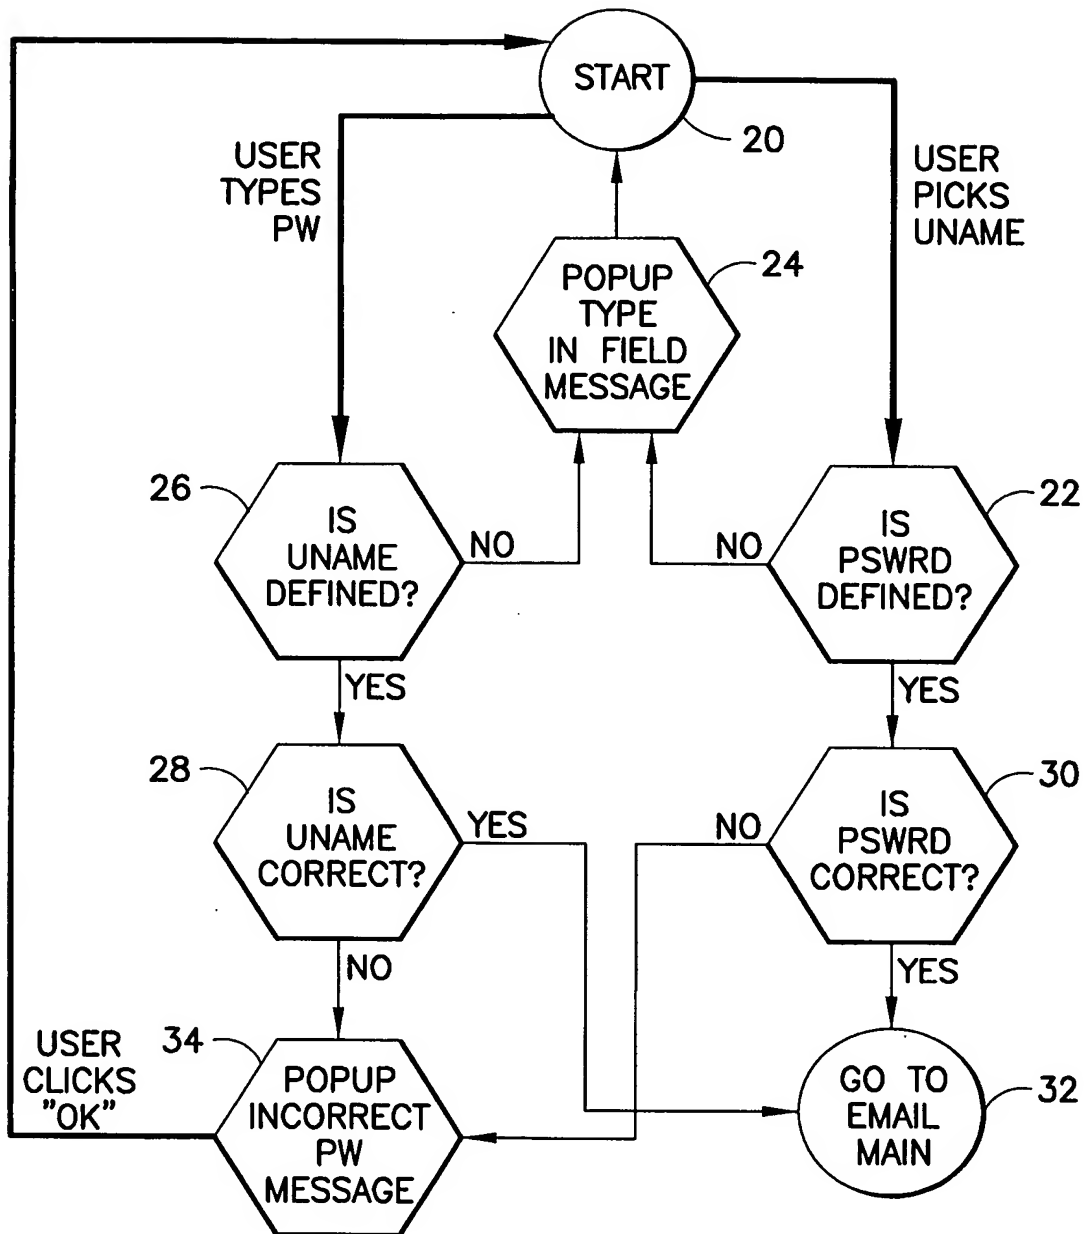 START
20
USER
TYPES
PW
USER
PICKS
UNAME
POPUP
TYPE
IN FIELD
MESSAGE
24
26
IS
UNAME
DEFINED?
NO
NO
IS
PSWRD
DEFINED?
22
YES
YES
28
IS
UNAME
CORRECT?
YES
NO
IS
PSWRD
CORRECT?
30
NO
YES
USER
CLICKS
"OK"
34
POPUP
INCORRECT
PW
MESSAGE
GO TO
EMAIL
MAIN
32